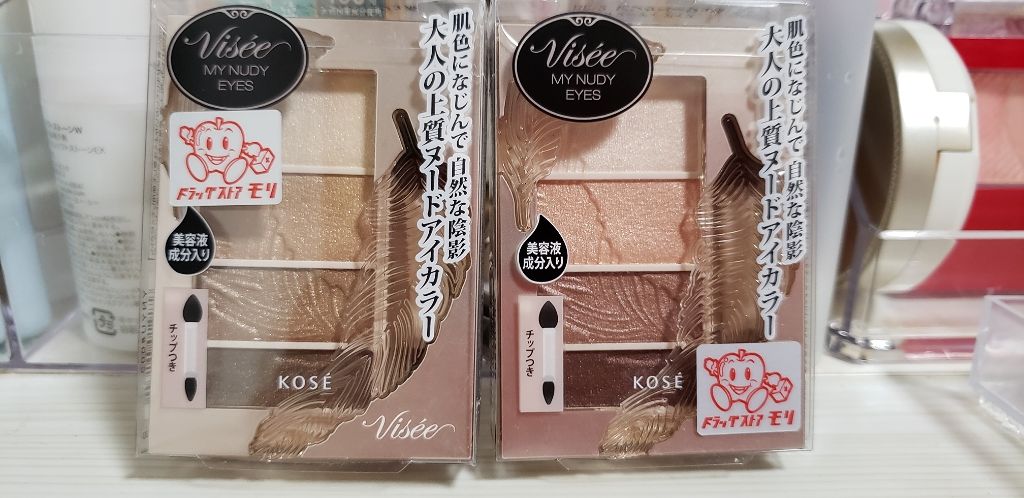 Visée
MY NUDY
EYES
肌色になじんで 自然な陰影
大人の上質ヌードアイカラー
ドラッグストア モリ
美容液
成分入り
チップつき
KOSÉ
Visée
Visée
MY NUDY
EYES
肌色になじんで 自然な陰影
大人の上質ヌードアイカラー
美容液
成分入り
チップつき
KOSÉ
ドラッグストア モリ